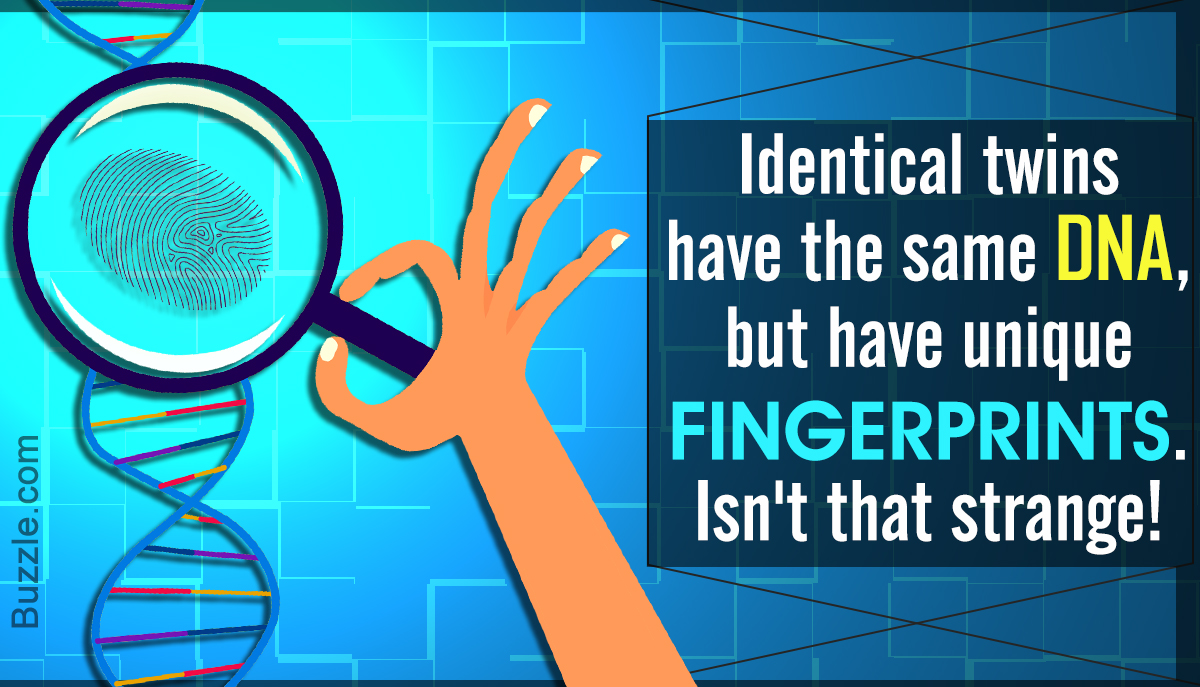 Identical twins
have the same DNA,
but have unique
FINGERPRINTS.
Isn't that strange!
Buzzle.com